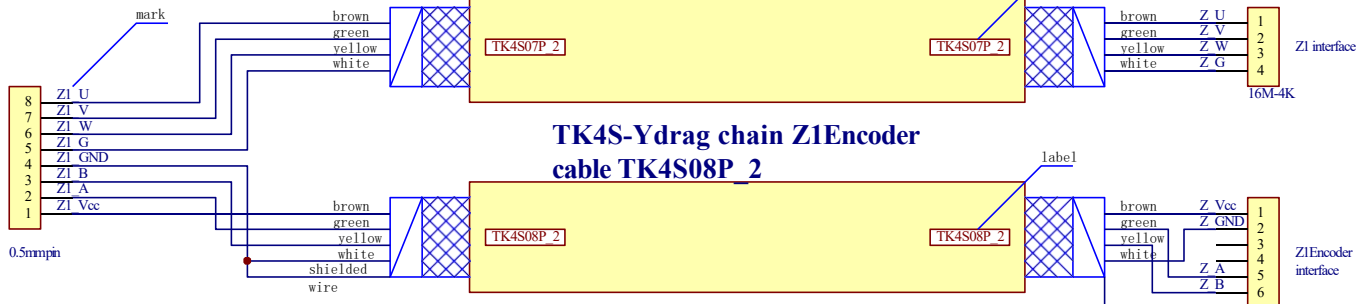 mark
brown
green
yellow
white
TK4S07P_2
TK4S07P_2
brown Z_U 1
green Z_V 2
yellow Z_W 3
white Z_G 4
Z1 interface
16M-4K
8 Z1_U
7 Z1_V
6 Z1_W
5 Z1_G
4 Z1_GND
3 Z1_B
2 Z1_A
1 Z1_Vcc
0.5mmpin
TK4S-Ydrag chain Z1Encoder
cable TK4S08P_2
label
brown
green
yellow
white
shielded
wire
TK4S08P_2
TK4S08P_2
brown Z_Vcc 1
green Z_GND 2
yellow 3
white 4
Z_A 5
Z_B 6
Z1Encoder
interface